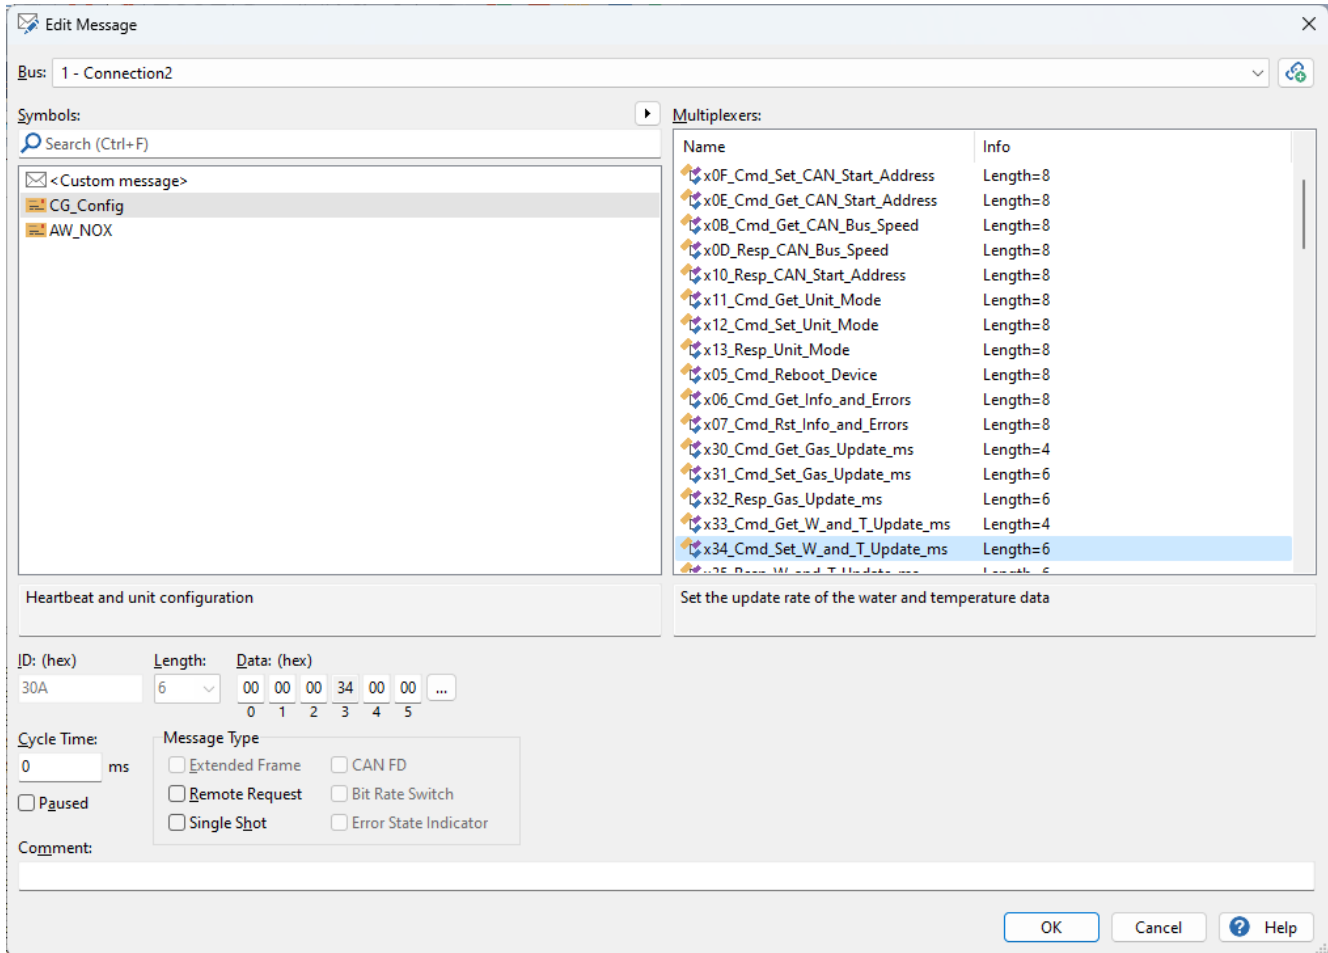 Edit Message
Bus: 1 - Connection2
Symbols:
Search (Ctrl+F)
<Custom message>
CG_Config
AW_NOX
Heartbeat and unit configuration
Multiplexers:
Name Info
x0F_Cmd_Set_CAN_Start_Address Length=8
x0E_Cmd_Get_CAN_Start_Address Length=8
x0B_Cmd_Get_CAN_Bus_Speed Length=8
x0D_Resp_CAN_Bus_Speed Length=8
x10_Resp_CAN_Start_Address Length=8
x11_Cmd_Get_Unit_Mode Length=8
x12_Cmd_Set_Unit_Mode Length=8
x13_Resp_Unit_Mode Length=8
x05_Cmd_Reboot_Device Length=8
x06_Cmd_Get_Info_and_Errors Length=8
x07_Cmd_Rst_Info_and_Errors Length=8
x30_Cmd_Get_Gas_Update_ms Length=4
x31_Cmd_Set_Gas_Update_ms Length=6
x32_Resp_Gas_Update_ms Length=6
x33_Cmd_Get_W_and_T_Update_ms Length=4
x34_Cmd_Set_W_and_T_Update_ms Length=6
x35_Resp_W_and_T_Update_ms Length=6
Set the update rate of the water and temperature data
ID: (hex) Length: Data: (hex)
30A 6 00 00 00 34 00 00 ...
0 1 2 3 4 5
Cycle Time: Message Type
0 ms Extended Frame CAN FD
Paused Remote Request Bit Rate Switch
Single Shot Error State Indicator
Comment:
OK Cancel Help